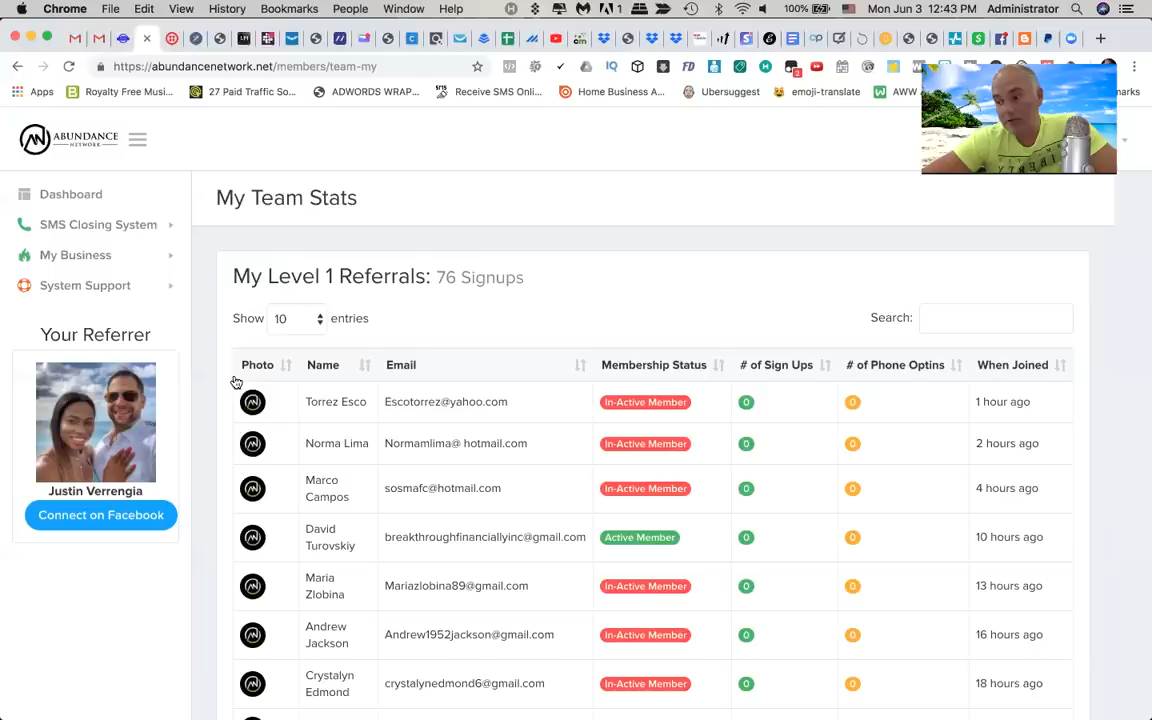 Chrome File Edit View History Bookmarks People Window Help 100% Mon Jun 3 12:43 PM Administrator
https://abundancenetwork.net/members/team-my
Apps Royalty Free Musi... 27 Paid Traffic So... ADWORDS WRAP... Receive SMS Onli... Home Business A... Ubersuggest emoji-translate AWW
ABUNDANCE
NETWORK
Dashboard
SMS Closing System
My Business
System Support
Your Referrer
Justin Verrengia
Connect on Facebook
My Team Stats
My Level 1 Referrals: 76 Signups
Show 10 entries Search:
Photo Name Email Membership Status # of Sign Ups # of Phone Optins When Joined
Torrez Esco Escotorrez@yahoo.com In-Active Member 0 0 1 hour ago
Norma Lima Normamlima@ hotmail.com In-Active Member 0 0 2 hours ago
Marco
Campos sosmafc@hotmail.com In-Active Member 0 0 4 hours ago
David
Turovskiy breakthroughfinanciallyinc@gmail.com Active Member 0 0 10 hours ago
Maria
Zlobina Mariazlobina89@gmail.com In-Active Member 0 0 13 hours ago
Andrew
Jackson Andrew1952jackson@gmail.com In-Active Member 0 0 16 hours ago
Crystalyn
Edmond crystalynedmond6@gmail.com In-Active Member 0 0 18 hours ago